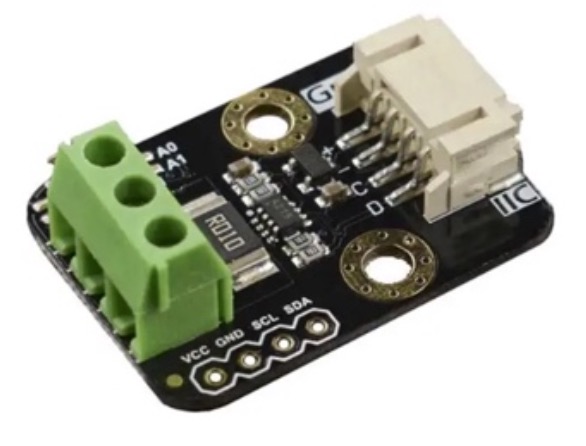 A0
A1
R010
+
-
C
D
IIC
VCC GND SCL SDA